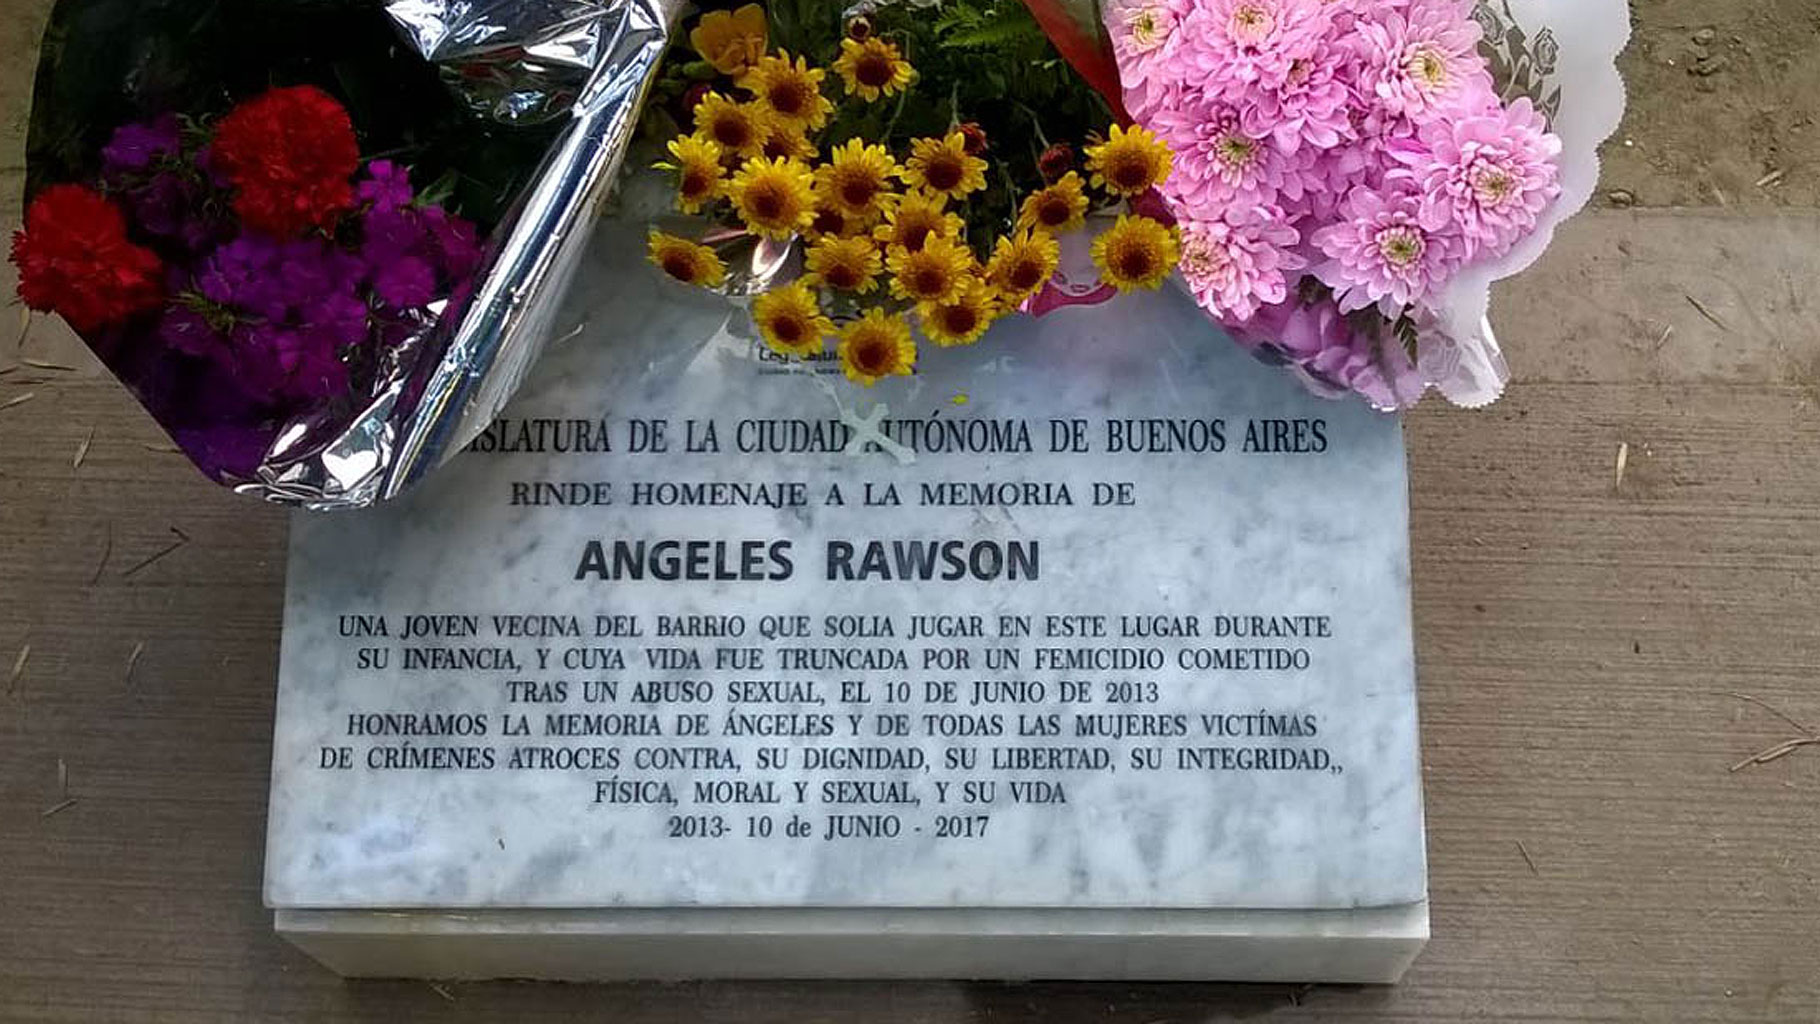 DE LA CIUDAD AUTÓNOMA DE BUENOS AIRES
RINDE HOMENAJE A LA MEMORIA DE
ANGELES RAWSON
UNA JOVEN VECINA DEL BARRIO QUE SOLIA JUGAR EN ESTE LUGAR DURANTE
SU INFANCIA, Y CUYA VIDA FUE TRUNCADA POR UN FEMICIDIO COMETIDO
TRAS UN ABUSO SEXUAL, EL 10 DE JUNIO DE 2013
HONRAMOS LA MEMORIA DE ÁNGELES Y DE TODAS LAS MUJERES VICTÍMAS
DE CRÍMENES ATROCES CONTRA, SU DIGNIDAD, SU LIBERTAD, SU INTEGRIDAD,,
FÍSICA, MORAL Y SEXUAL, Y SU VIDA
2013- 10 de JUNIO - 2017